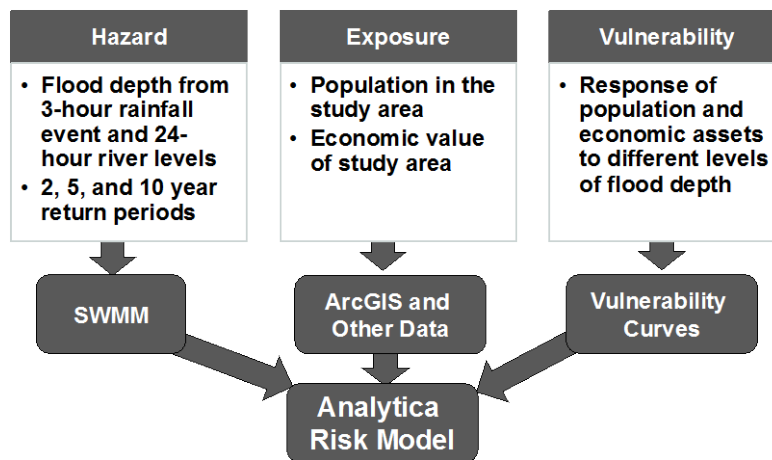 Hazard
• Flood depth from
3-hour rainfall
event and 24-
hour river levels
• 2, 5, and 10 year
return periods
Exposure
• Population in the
study area
• Economic value
of study area
Vulnerability
• Response of
population and
economic assets
to different levels
of flood depth
SWMM
ArcGIS and
Other Data
Vulnerability
Curves
Analytica
Risk Model